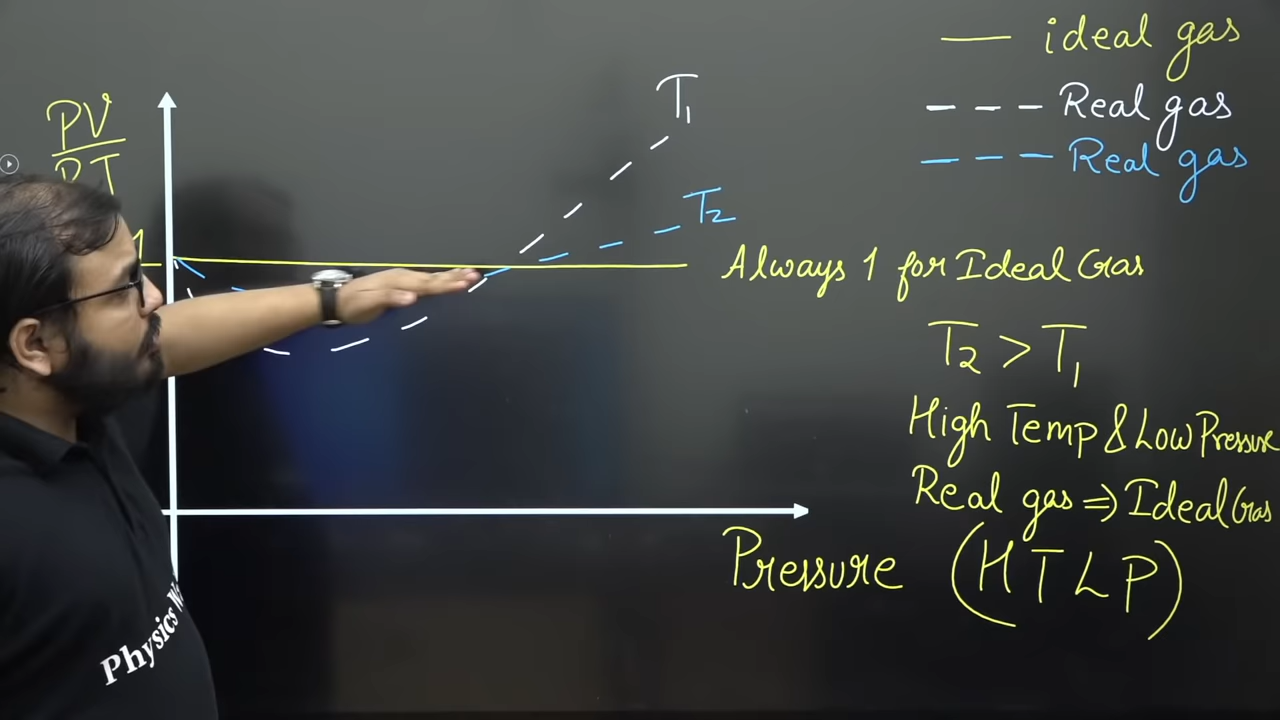 ideal gas
Real gas
Real gas
PV
RT
1
T1
T2
Always 1 for Ideal Gas
T2 > T1
High Temp & Low Pressure
Real gas ⇒ Ideal Gas
Pressure (HTLP)
Physics